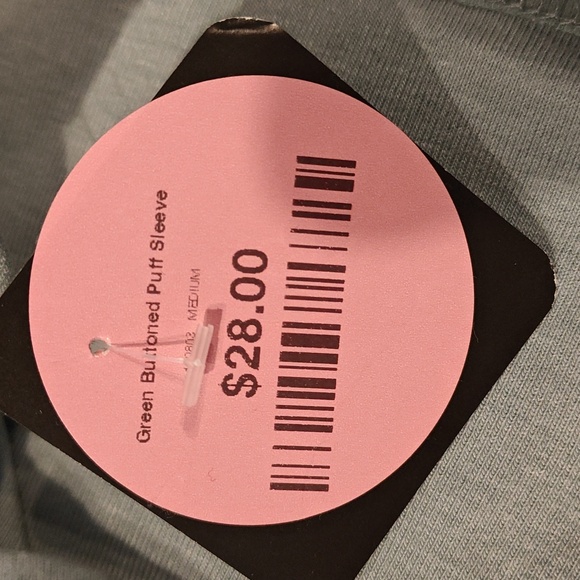 Green Buttoned Puff Sleeve
MEDIUM
$28.00